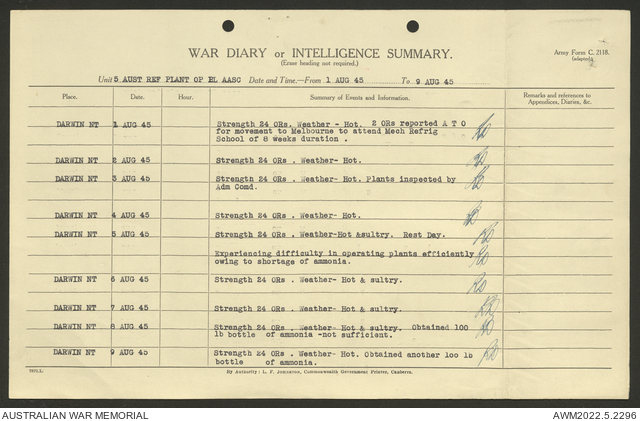 WAR DIARY or INTELLIGENCE SUMMARY.
(Erase heading not required.)
Army Form C. 2118.
(adapted)
Unit 5 AUST REF PLANT OP EL AASC Date and Time.—From 1 AUG 45 To 9 AUG 45
Place. Date. Hour. Summary of Events and Information. Remarks and references to
Appendices, Diaries, &c.
DARWIN NT 1 AUG 45 Strength 24 ORs. Weather - Hot. 2 ORs reported A T O
for movement to Melbourne to attend Mech Refrig
School of 8 weeks duration .
DARWIN NT 2 AUG 45 Strength 24 ORs . Weather- Hot.
DARWIN NT 3 AUG 45 Strength 24 ORs . Weather- Hot. Plants inspected by
Adm Comd.
DARWIN NT 4 AUG 45 Strength 24 ORs . Weather- Hot.
DARWIN NT 5 AUG 45 Strength 24 ORs . Weather-Hot &sultry. Rest Day.
Experiencing difficulty in operating plants efficiently
owing to shortage of ammonia.
DARWIN NT 6 AUG 45 Strength 24 ORs . Weather- Hot & sultry.
DARWIN NT 7 AUG 45 Strength 24 ORs . Weather- Hot & sultry.
DARWIN NT 8 AUG 45 Strength 24 ORs . Weather- Hot & sultry. Obtained 100
lb bottle of ammonia -not sufficient.
DARWIN NT 9 AUG 45 Strength 24 ORs . Weather- Hot. Obtained another 100 lb
bottle of ammonia.
By Authority: L. F. Johnston, Commonwealth Government Printer, Canberra.
AUSTRALIAN WAR MEMORIAL AWM2022.5.2296